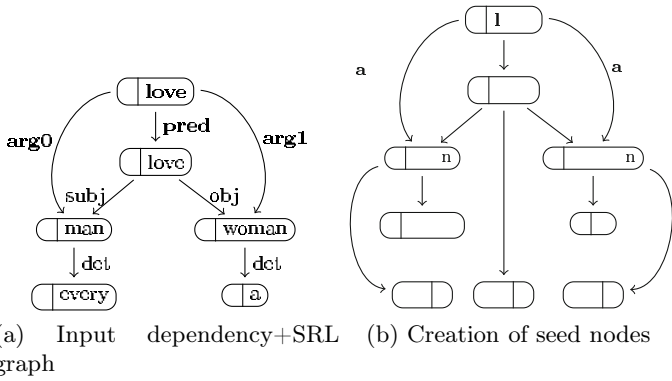 l
a
a
love
arg0
pred
arg1
love
n
n
subj
obj
man
woman
det
det
every
a
(a) Input dependency+SRL graph
(b) Creation of seed nodes